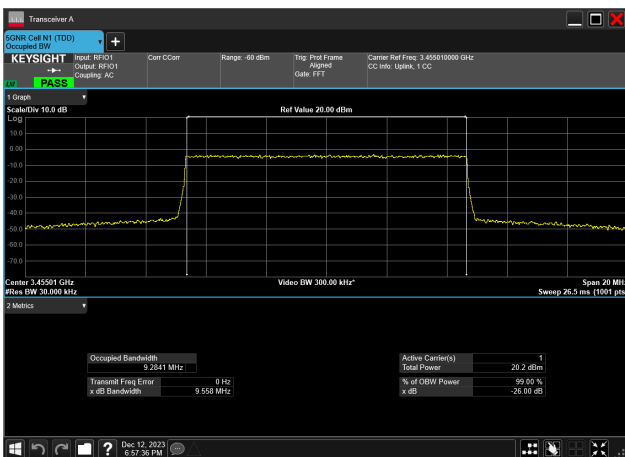 Transceiver A
5GNR Cell N1 (TDD)
Occupied BW
KEYSIGHT
PASS
Input: RFIO1
Output: RFIO1
Coupling: AC
Corr CCorr
Range: -60 dBm
Trig: Prot Frame
Aligned
Gate: FFT
Carrier Ref Freq: 3.455010000 GHz
CC Info: Uplink, 1 CC
1 Graph
Scale/Div 10.0 dB
Ref Value 20.00 dBm
Log
10.0
0.00
-10.0
-20.0
-30.0
-40.0
-50.0
-60.0
-70.0
Center 3.45501 GHz
Video BW 300.00 kHz*
Span 20 MHz
#Res BW 30.000 kHz
Sweep 26.5 ms (1001 pts
2 Metrics
Occupied Bandwidth
9.2841 MHz
Transmit Freq Error 0 Hz
x dB Bandwidth 9.558 MHz
Active Carrier(s) 1
Total Power 20.2 dBm
% of OBW Power 99.00 %
x dB -26.00 dB
Dec 12, 2023
6:57:36 PM